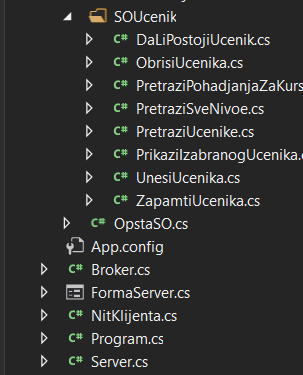 SOUcenik
DaLiPostojiUcenik.cs
ObrisiUcenika.cs
PretraziPohadjanjaZaKurs
PretraziSveNivoe.cs
PretraziUcenike.cs
PrikaziIzabranogUcenika.c
UnesiUcenika.cs
ZapamtiUcenika.cs
OpstaSO.cs
App.config
Broker.cs
FormaServer.cs
NitKlijenta.cs
Program.cs
Server.cs